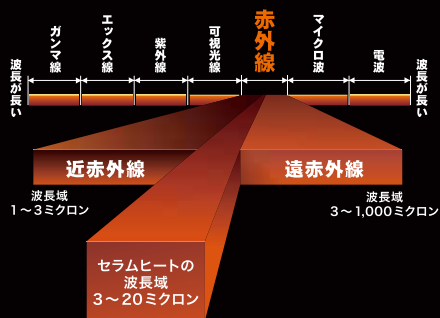 波長が長い
ガンマ線
エックス線
紫外線
可視光線
赤外線
マイクロ波
電波
波長が長い
近赤外線
遠赤外線
波長域
1～3ミクロン
波長域
3～1,000ミクロン
セラムヒートの
波長域
3～20ミクロン